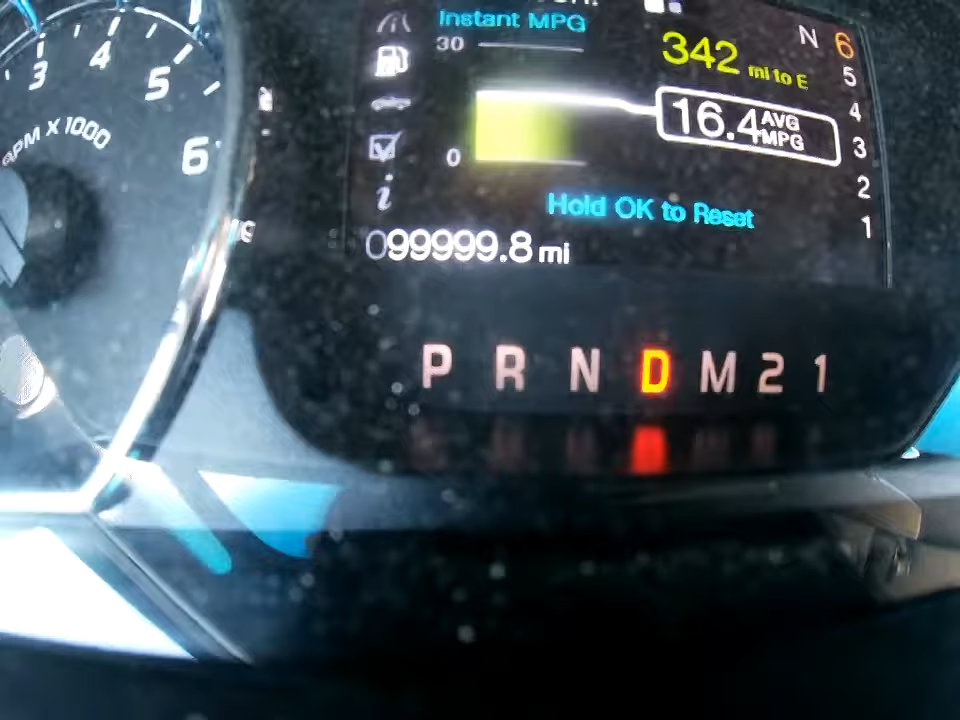 3 4 5 6
RPM X 1000
Instant MPG
30
0
342 mi to E
16.4 AVG MPG
Hold OK to Reset
099999.8 mi
N 6
5
4
3
2
1
P R N D M 2 1